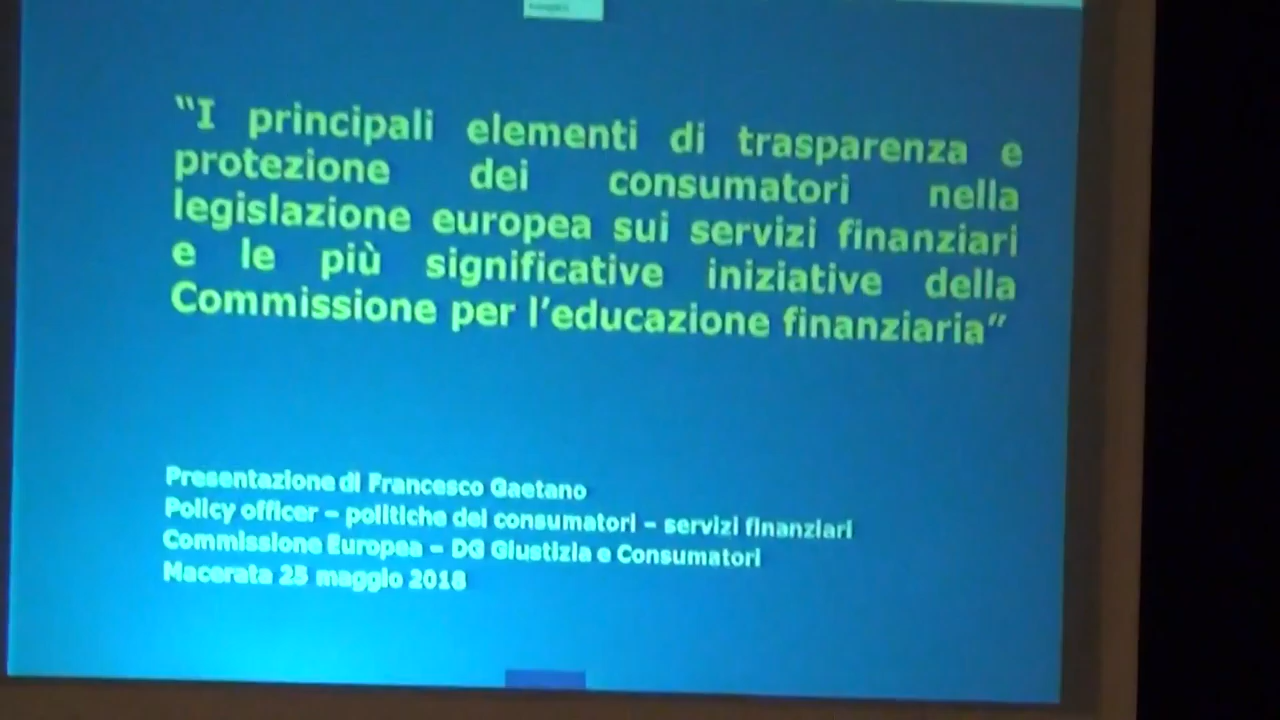 “I principali elementi di trasparenza e
protezione dei consumatori nella
legislazione europea sui servizi finanziari
e le più significative iniziative della
Commissione per l’educazione finanziaria”
Presentazione di Francesco Gaetano
Policy officer – politiche dei consumatori – servizi finanziari
Commissione Europea – DG Giustizia e Consumatori
Macerata 25 maggio 2018